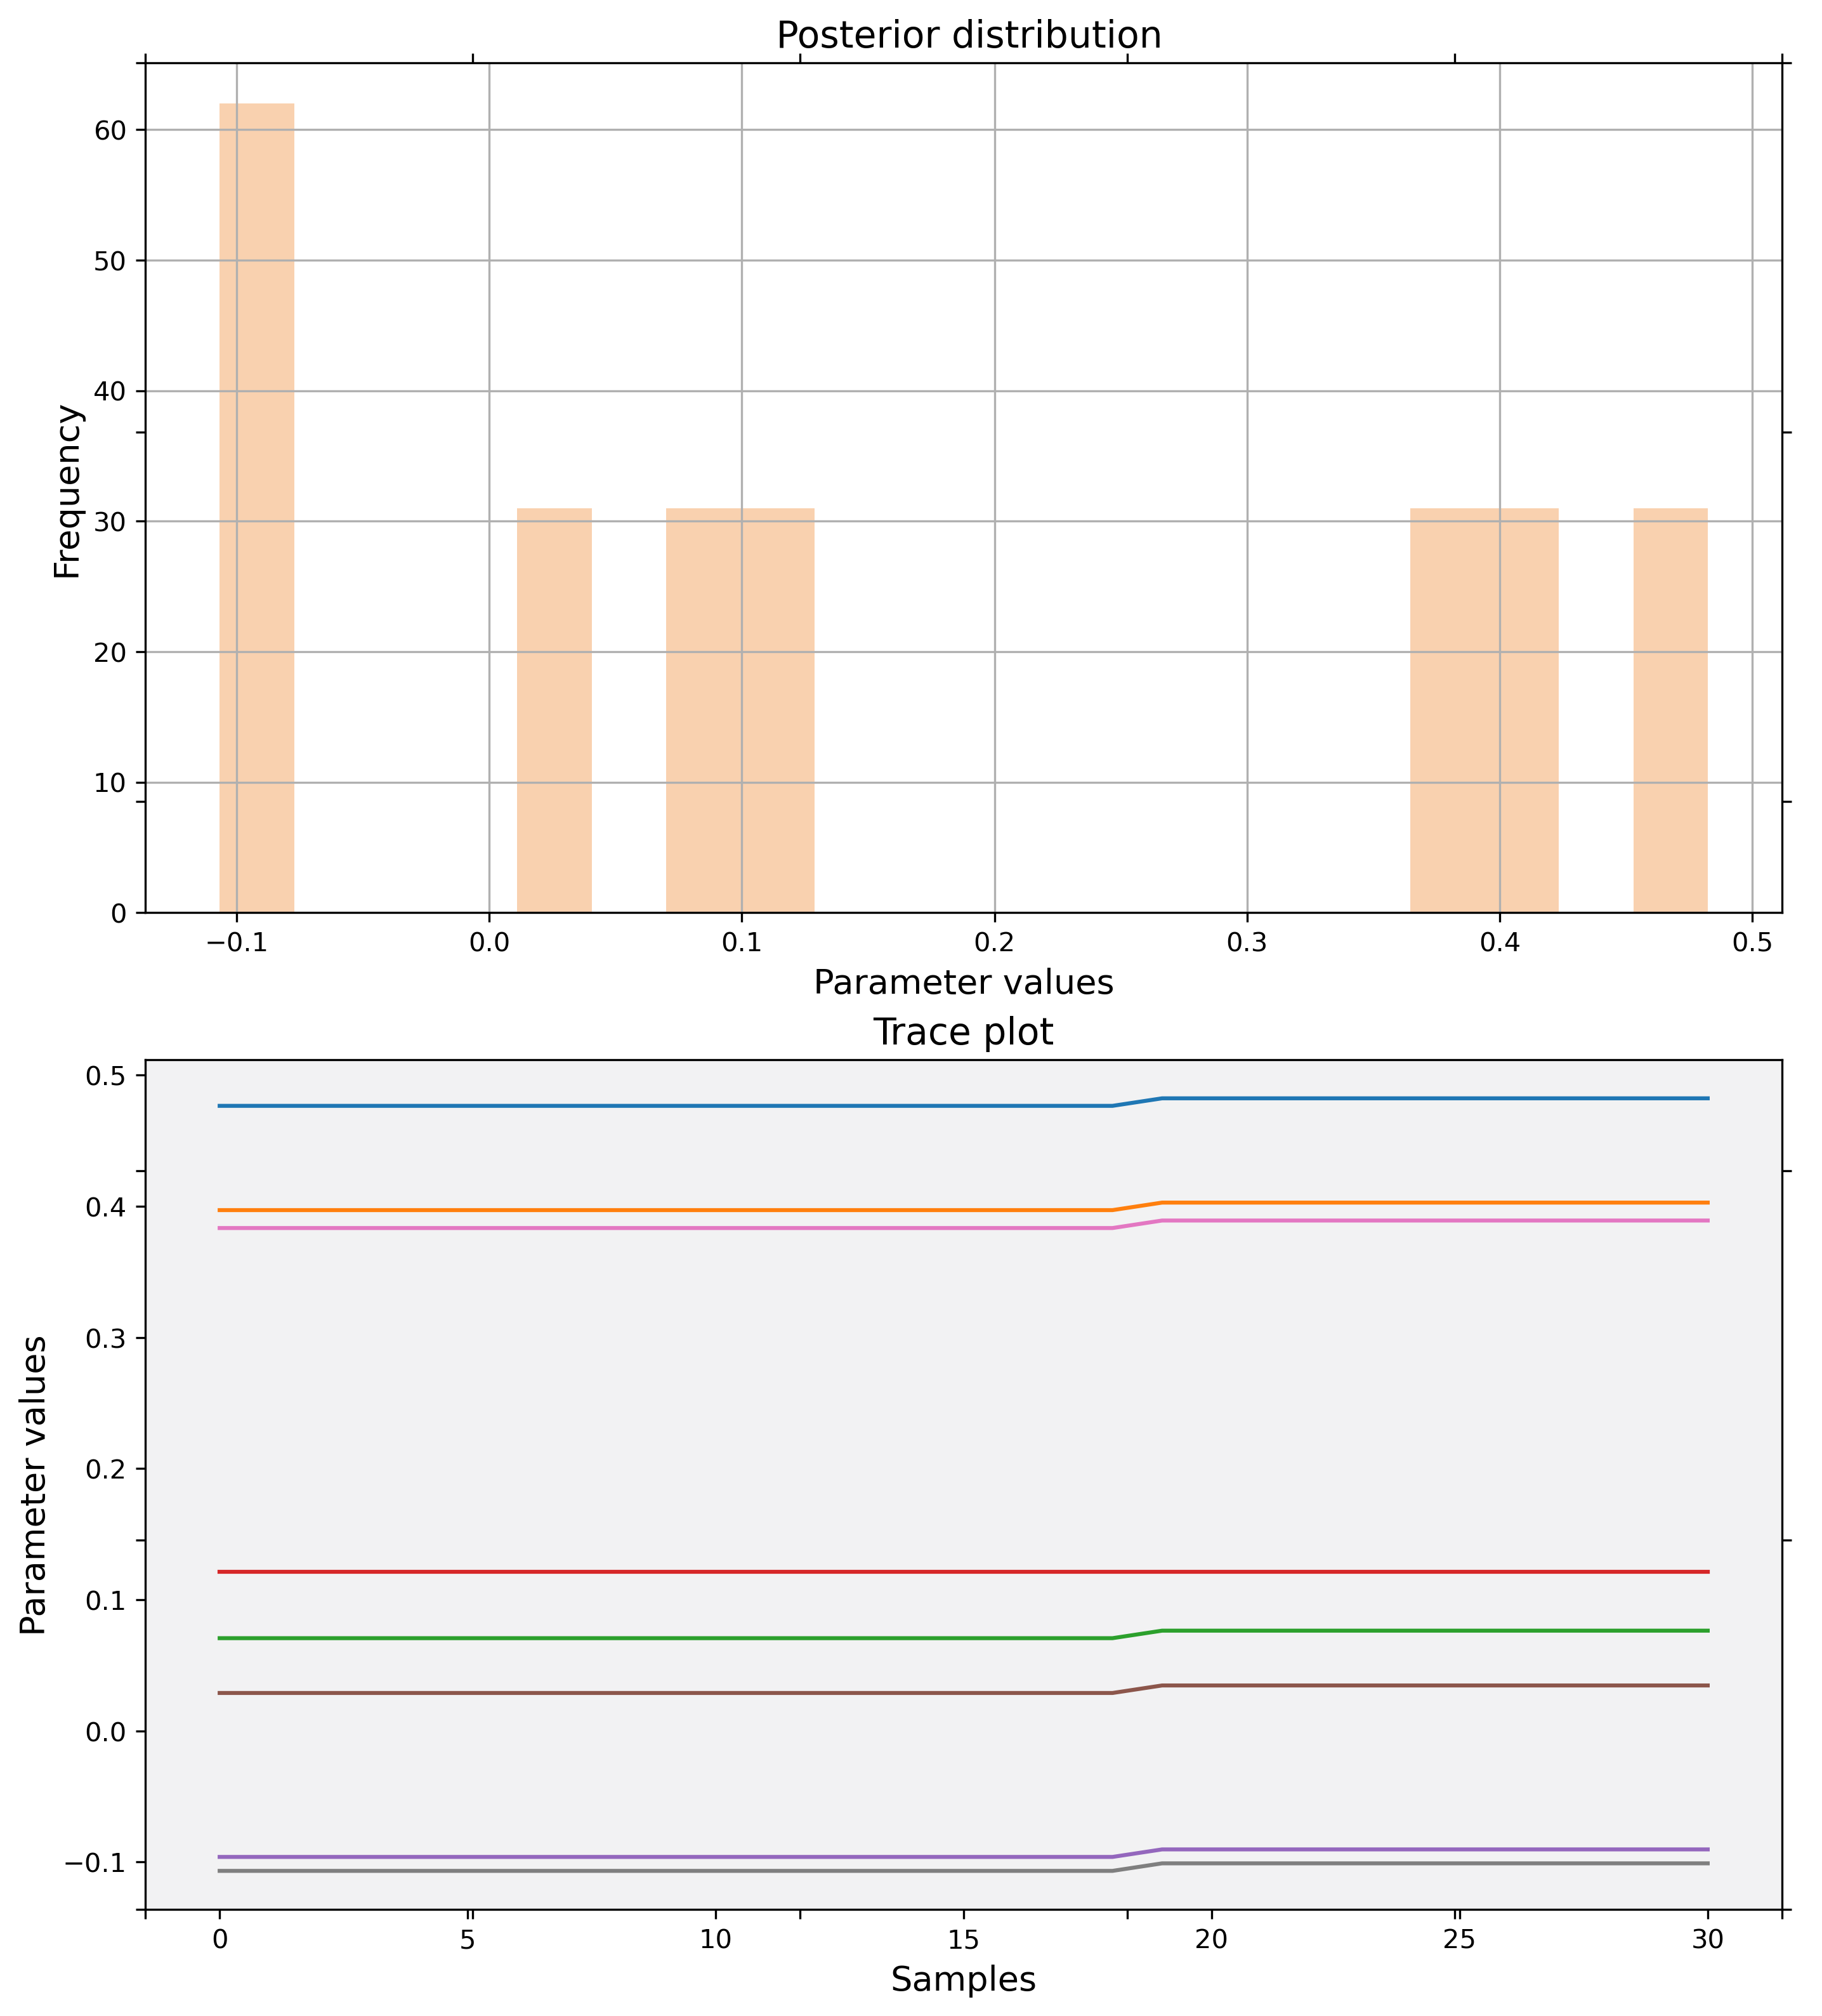 Posterior distribution
60
50
40
30
20
10
0
Frequency
−0.1 0.0 0.1 0.2 0.3 0.4 0.5
Parameter values
Trace plot
0.5
0.4
0.3
0.2
0.1
0.0
−0.1
Parameter values
0 5 10 15 20 25 30
Samples